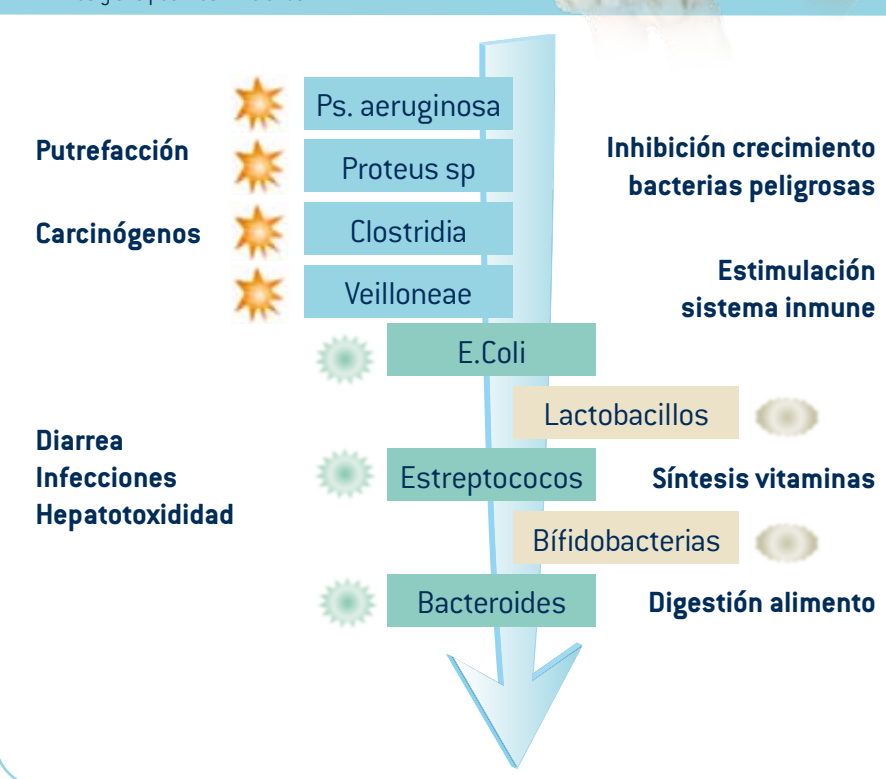 Ps. aeruginosa
Putrefacción
Proteus sp
Inhibición crecimiento
bacterias peligrosas
Carcinógenos
Clostridia
Veilloneae
Estimulación
sistema inmune
E.Coli
Lactobacillos
Diarrea
Infecciones
Hepatotoxididad
Estreptococos
Síntesis vitaminas
Bífidobacterias
Bacteroides
Digestión alimento